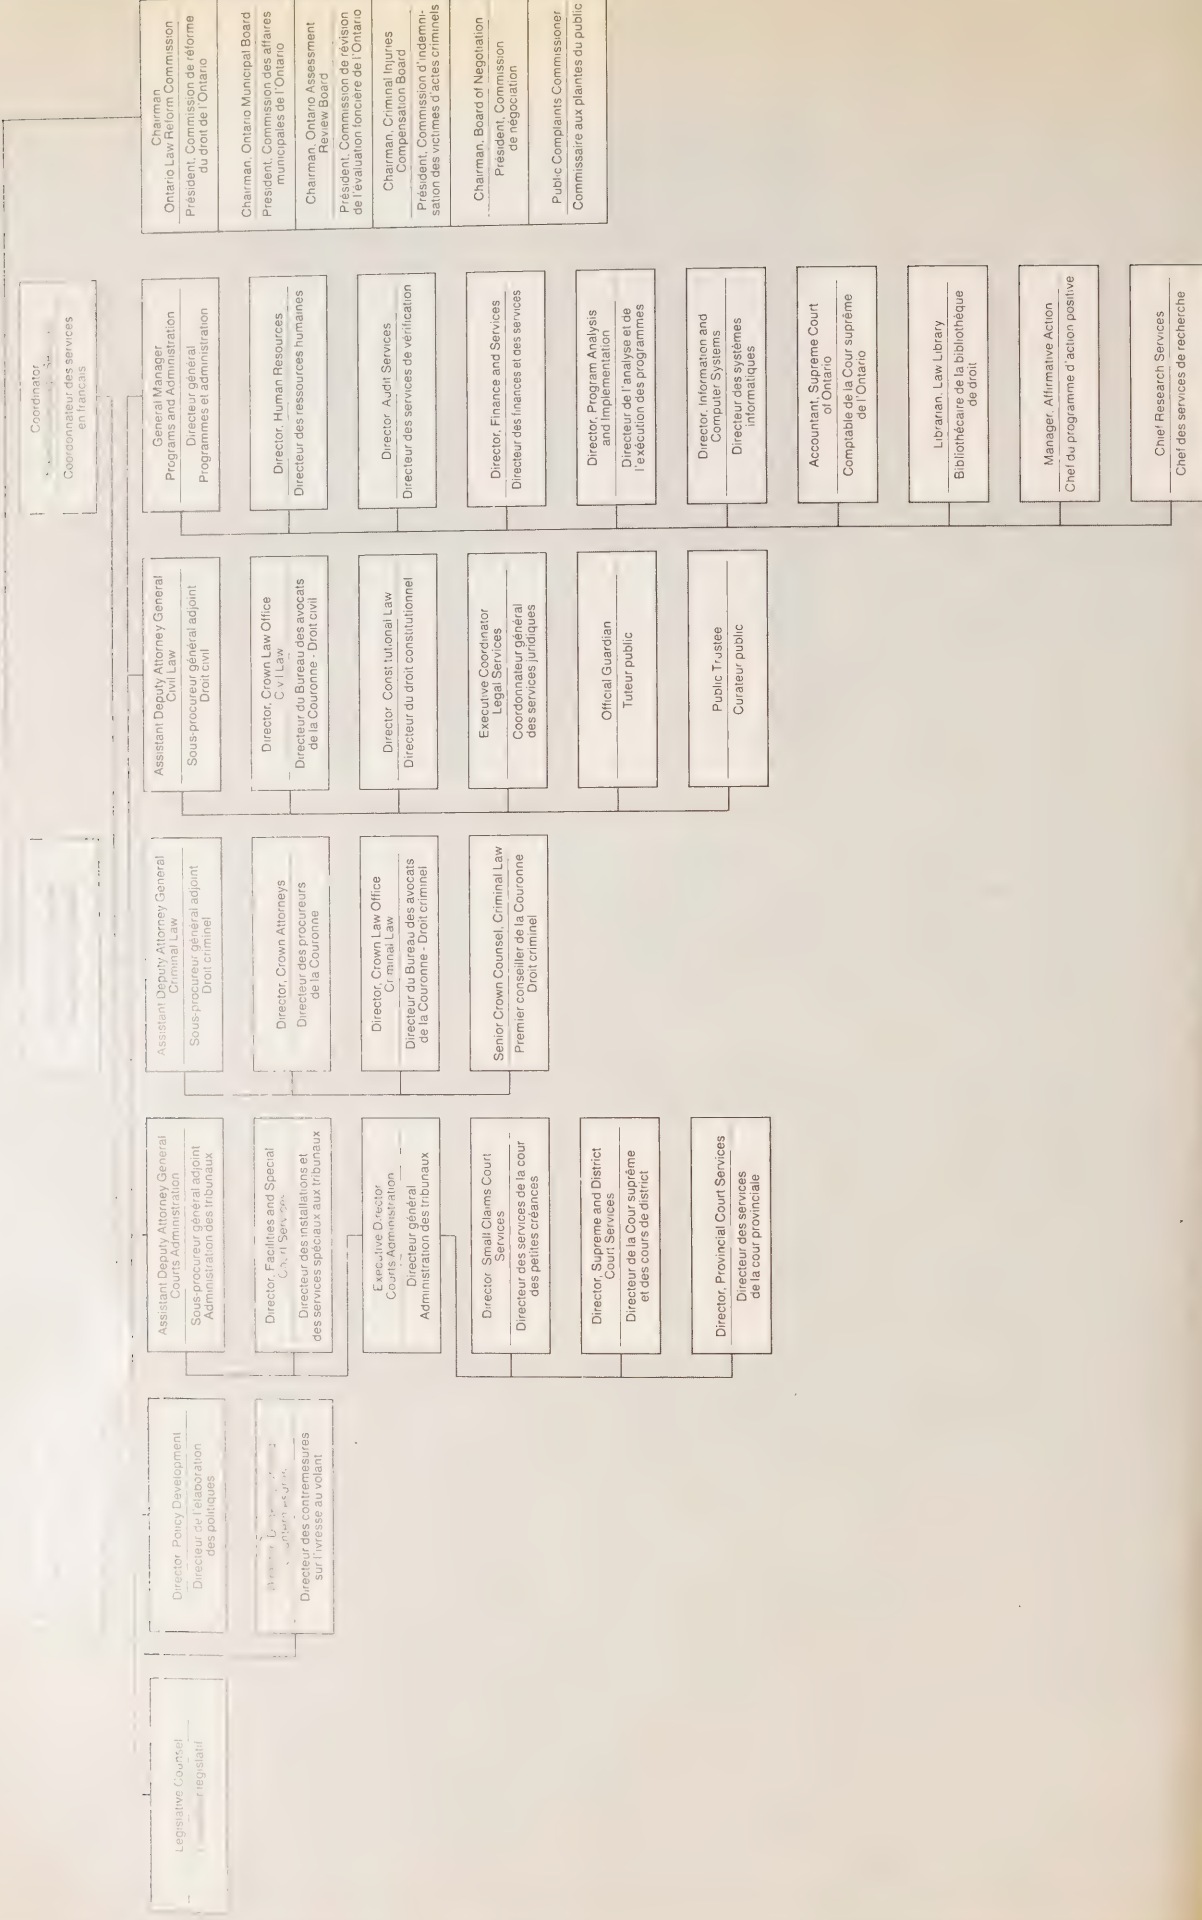 Legislative Counsel
législatif
Director Policy Development
Directeur de l'élaboration
des politiques
Directeur des contremesures
sur l'ivresse au volant
Assistant Deputy Attorney General
Courts Administration
Sous-procureur général adjoint
Administration des tribunaux
Director, Facilities and Special
Court Services
Directeur des installations et
des services spéciaux aux tribunaux
Executive Director
Courts Administration
Directeur général
Administration des tribunaux
Director Small Claims Court
Services
Directeur des services de la cour
des petites créances
Director, Supreme and District
Court Services
Directeur de la Cour suprême
et des cours de district
Director, Provincial Court Services
Directeur des services
de la cour provinciale
Assistant Deputy Attorney General
Criminal Law
Sous-procureur général adjoint
Droit criminel
Director, Crown Attorneys
Directeur des procureurs
de la Couronne
Director, Crown Law Office
Criminal Law
Directeur du Bureau des avocats
de la Couronne - Droit criminel
Senior Crown Counsel, Criminal Law
Premier conseiller de la Couronne
Droit criminel
Assistant Deputy Attorney General
Civil Law
Sous-procureur général adjoint
Droit civil
Director, Crown Law Office
Civil Law
Directeur du Bureau des avocats
de la Couronne - Droit civil
Director Constitutional Law
Directeur du droit constitutionnel
Executive Coordinator
Legal Services
Coordonnateur général
des services juridiques
Official Guardian
Tuteur public
Public Trustee
Curateur public
Coordinator
Coordonnateur des services
en français
General Manager
Programs and Administration
Directeur général
Programmes et administration
Director, Human Resources
Directeur des ressources humaines
Director Audit Services
Directeur des services de vérification
Director, Finance and Services
Directeur des finances et des services
Director, Program Analysis
and Implementation
Directeur de l'analyse et de
l'exécution des programmes
Director, Information and
Computer Systems
Directeur des systèmes
informatiques
Accountant, Supreme Court
of Ontario
Comptable de la Cour suprême
de l'Ontario
Librarian, Law Library
Bibliothécaire de la bibliothèque
de droit
Manager, Affirmative Action
Chef du programme d'action positive
Chief Research Services
Chef des services de recherche
Chairman
Ontario Law Reform Commission
Président, Commission de réforme
du droit de l'Ontario
Chairman, Ontario Municipal Board
President, Commission des affaires
municipales de l'Ontario
Chairman, Ontario Assessment
Review Board
Président, Commission de révision
de l'évaluation foncière de l'Ontario
Chairman, Criminal Injuries
Compensation Board
Président, Commission d'indemni-
sation des victimes d'actes criminels
Chairman, Board of Negotiation
Président, Commission
de négociation
Public Complaints Commissioner
Commissaire aux plaintes du public